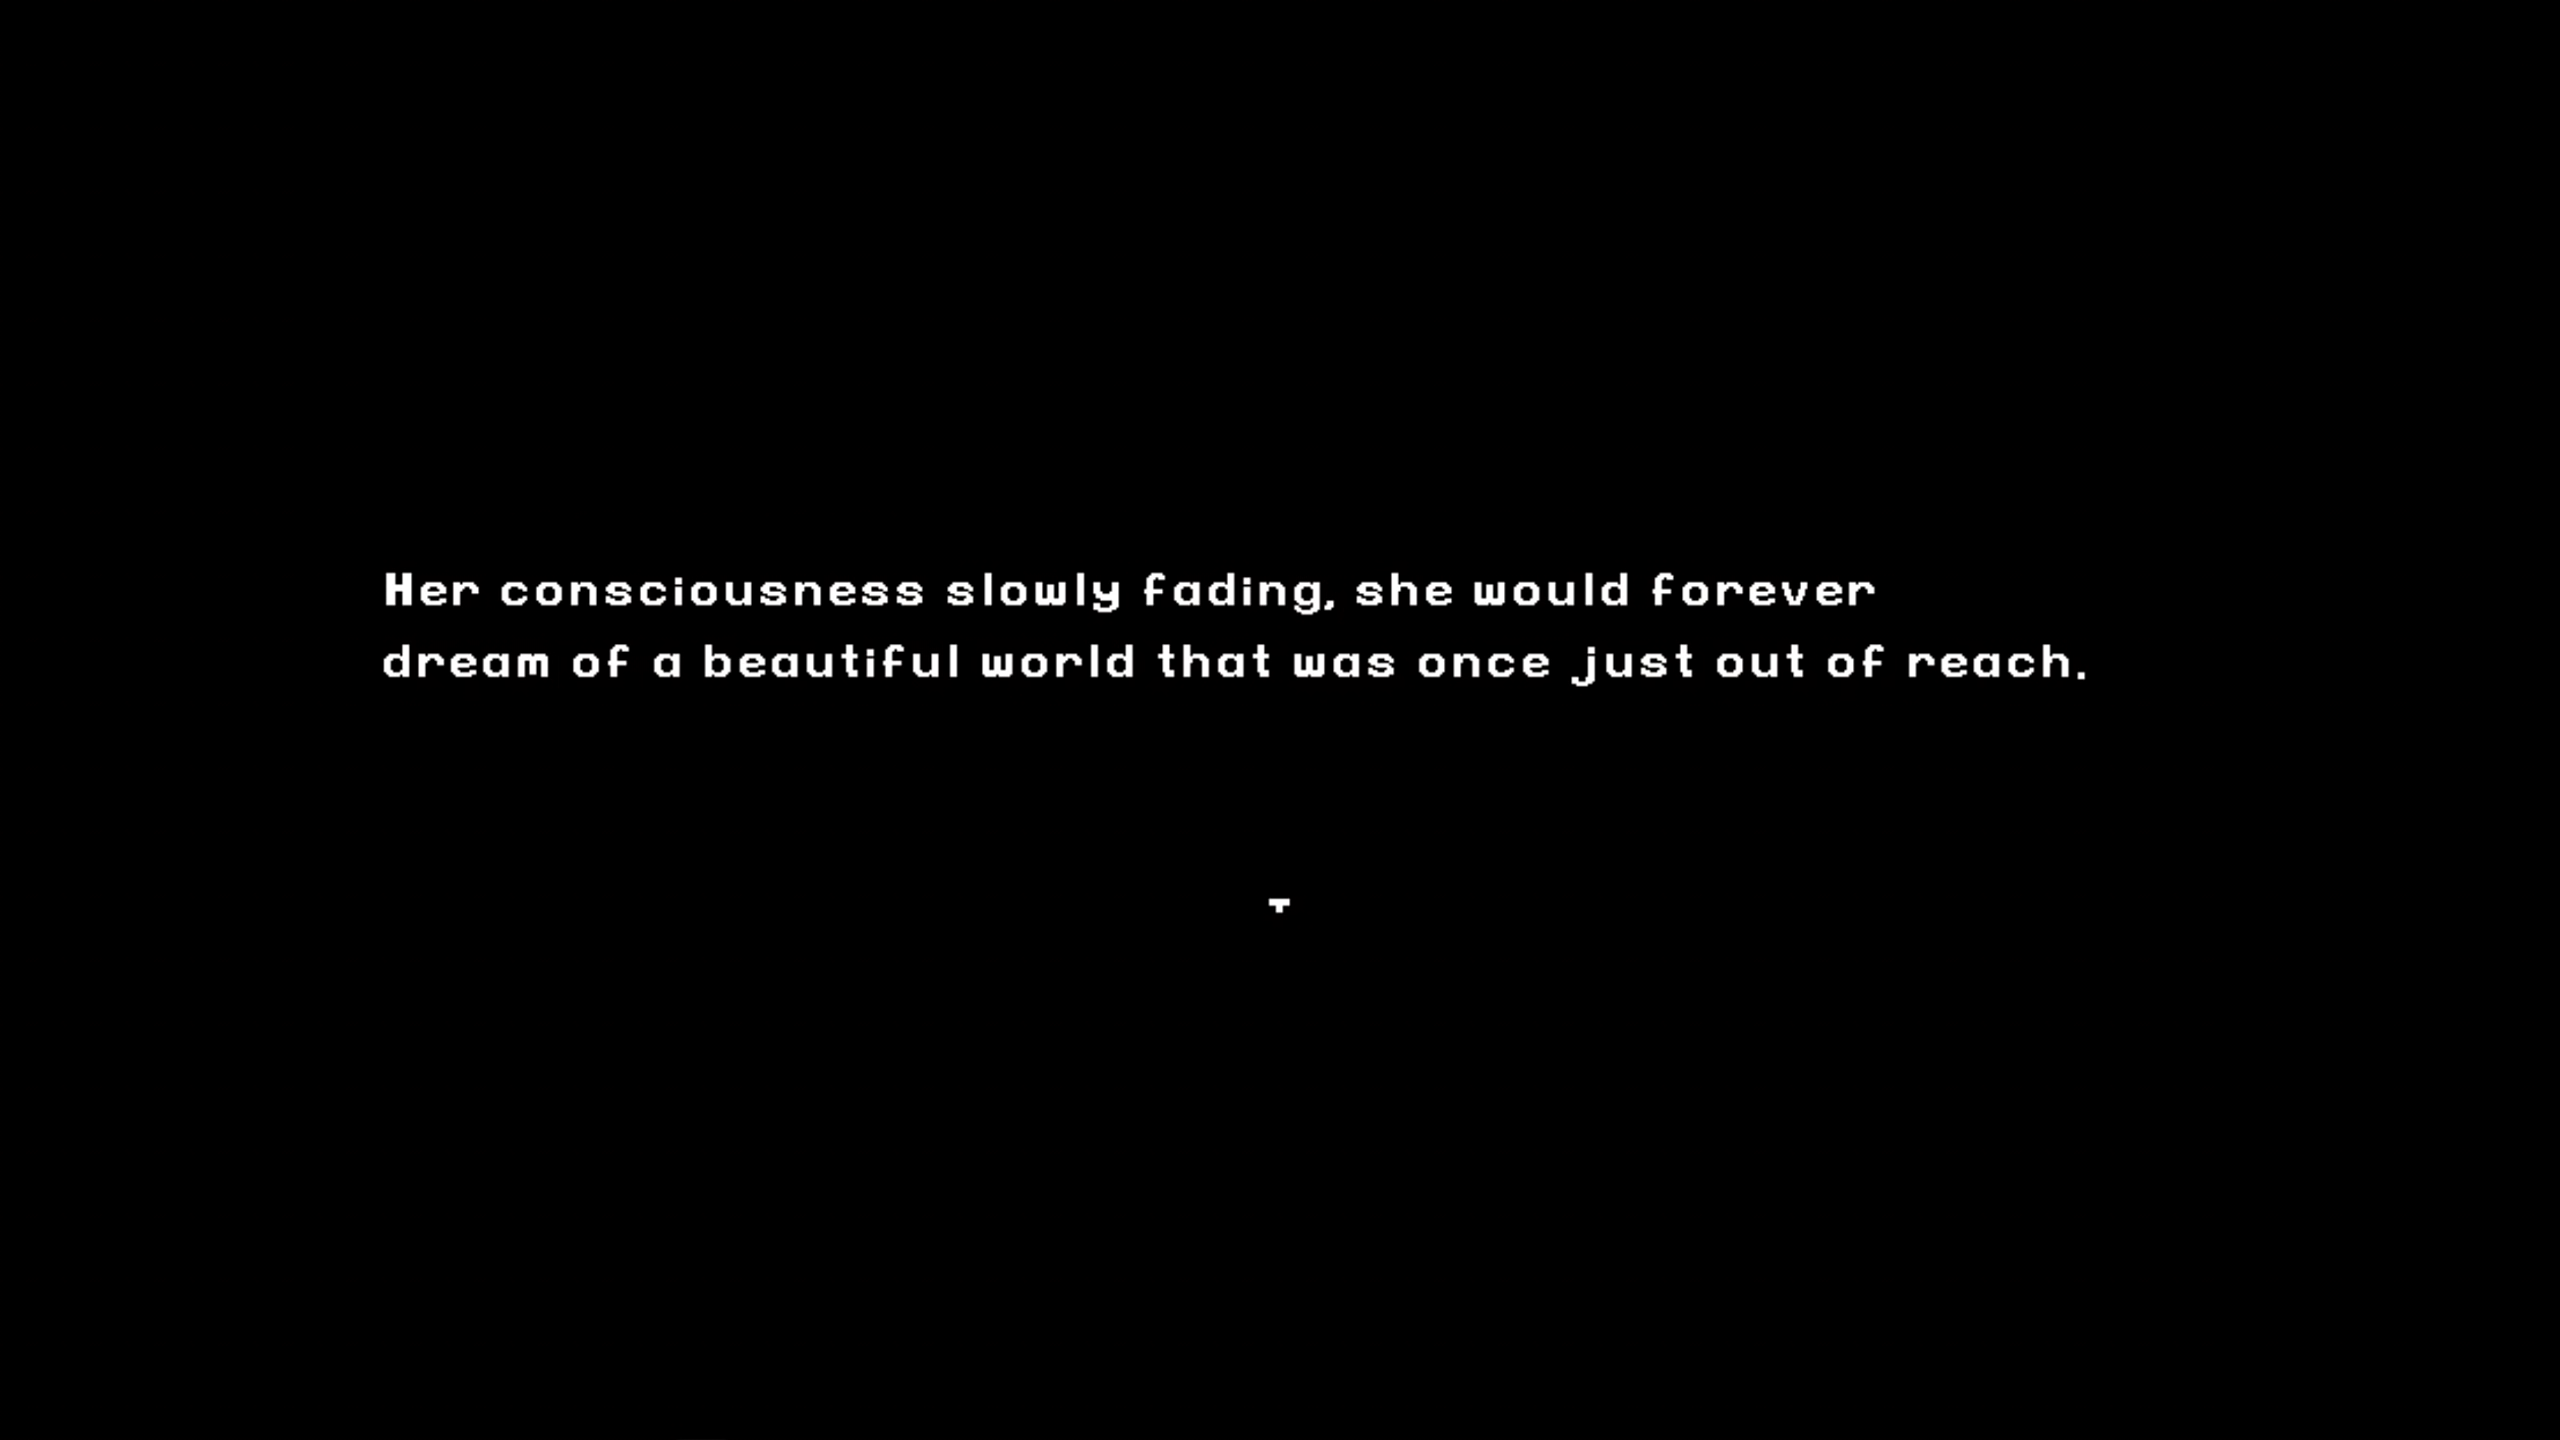 Her consciousness slowly fading, she would forever
dream of a beautiful world that was once just out of reach.